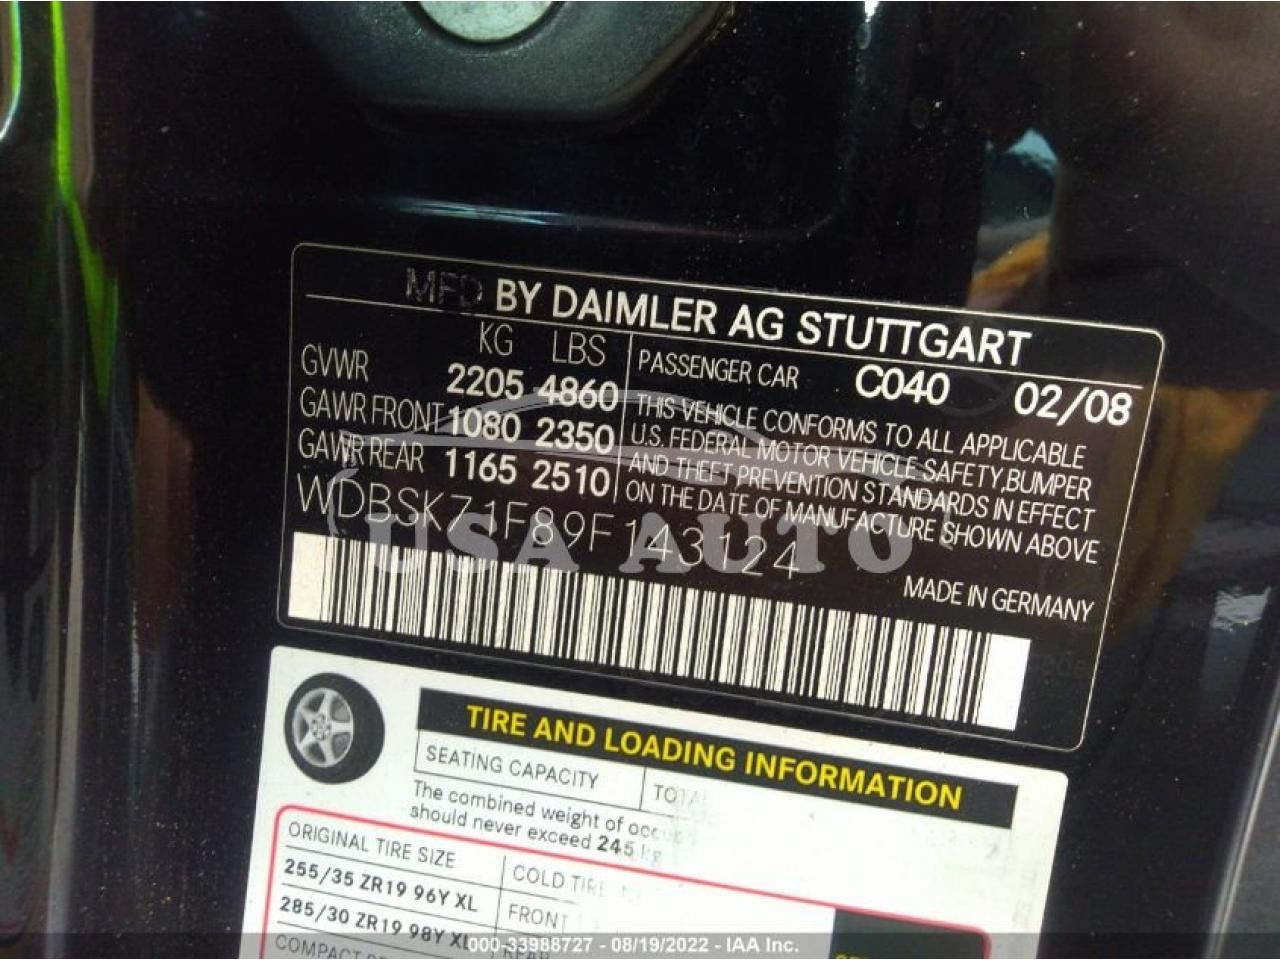 MFD BY DAIMLER AG STUTTGART
KG LBS
GVWR 2205 4860
GAWR FRONT 1080 2350
GAWR REAR 1165 2510
PASSENGER CAR C040 02/08
THIS VEHICLE CONFORMS TO ALL APPLICABLE
U.S. FEDERAL MOTOR VEHICLE SAFETY, BUMPER
AND THEFT PREVENTION STANDARDS IN EFFECT
ON THE DATE OF MANUFACTURE SHOWN ABOVE
WDBSK71F89F143124
MADE IN GERMANY
USA AUTO
TIRE AND LOADING INFORMATION
SEATING CAPACITY
The combined weight of
should never exceed 245 kg
ORIGINAL TIRE SIZE
255/35 ZR19 96Y XL
285/30 ZR19 98Y XL
COMPACT
COLD TIRE
FRONT
REAR
000-33988727 - 08/19/2022 - IAA Inc.